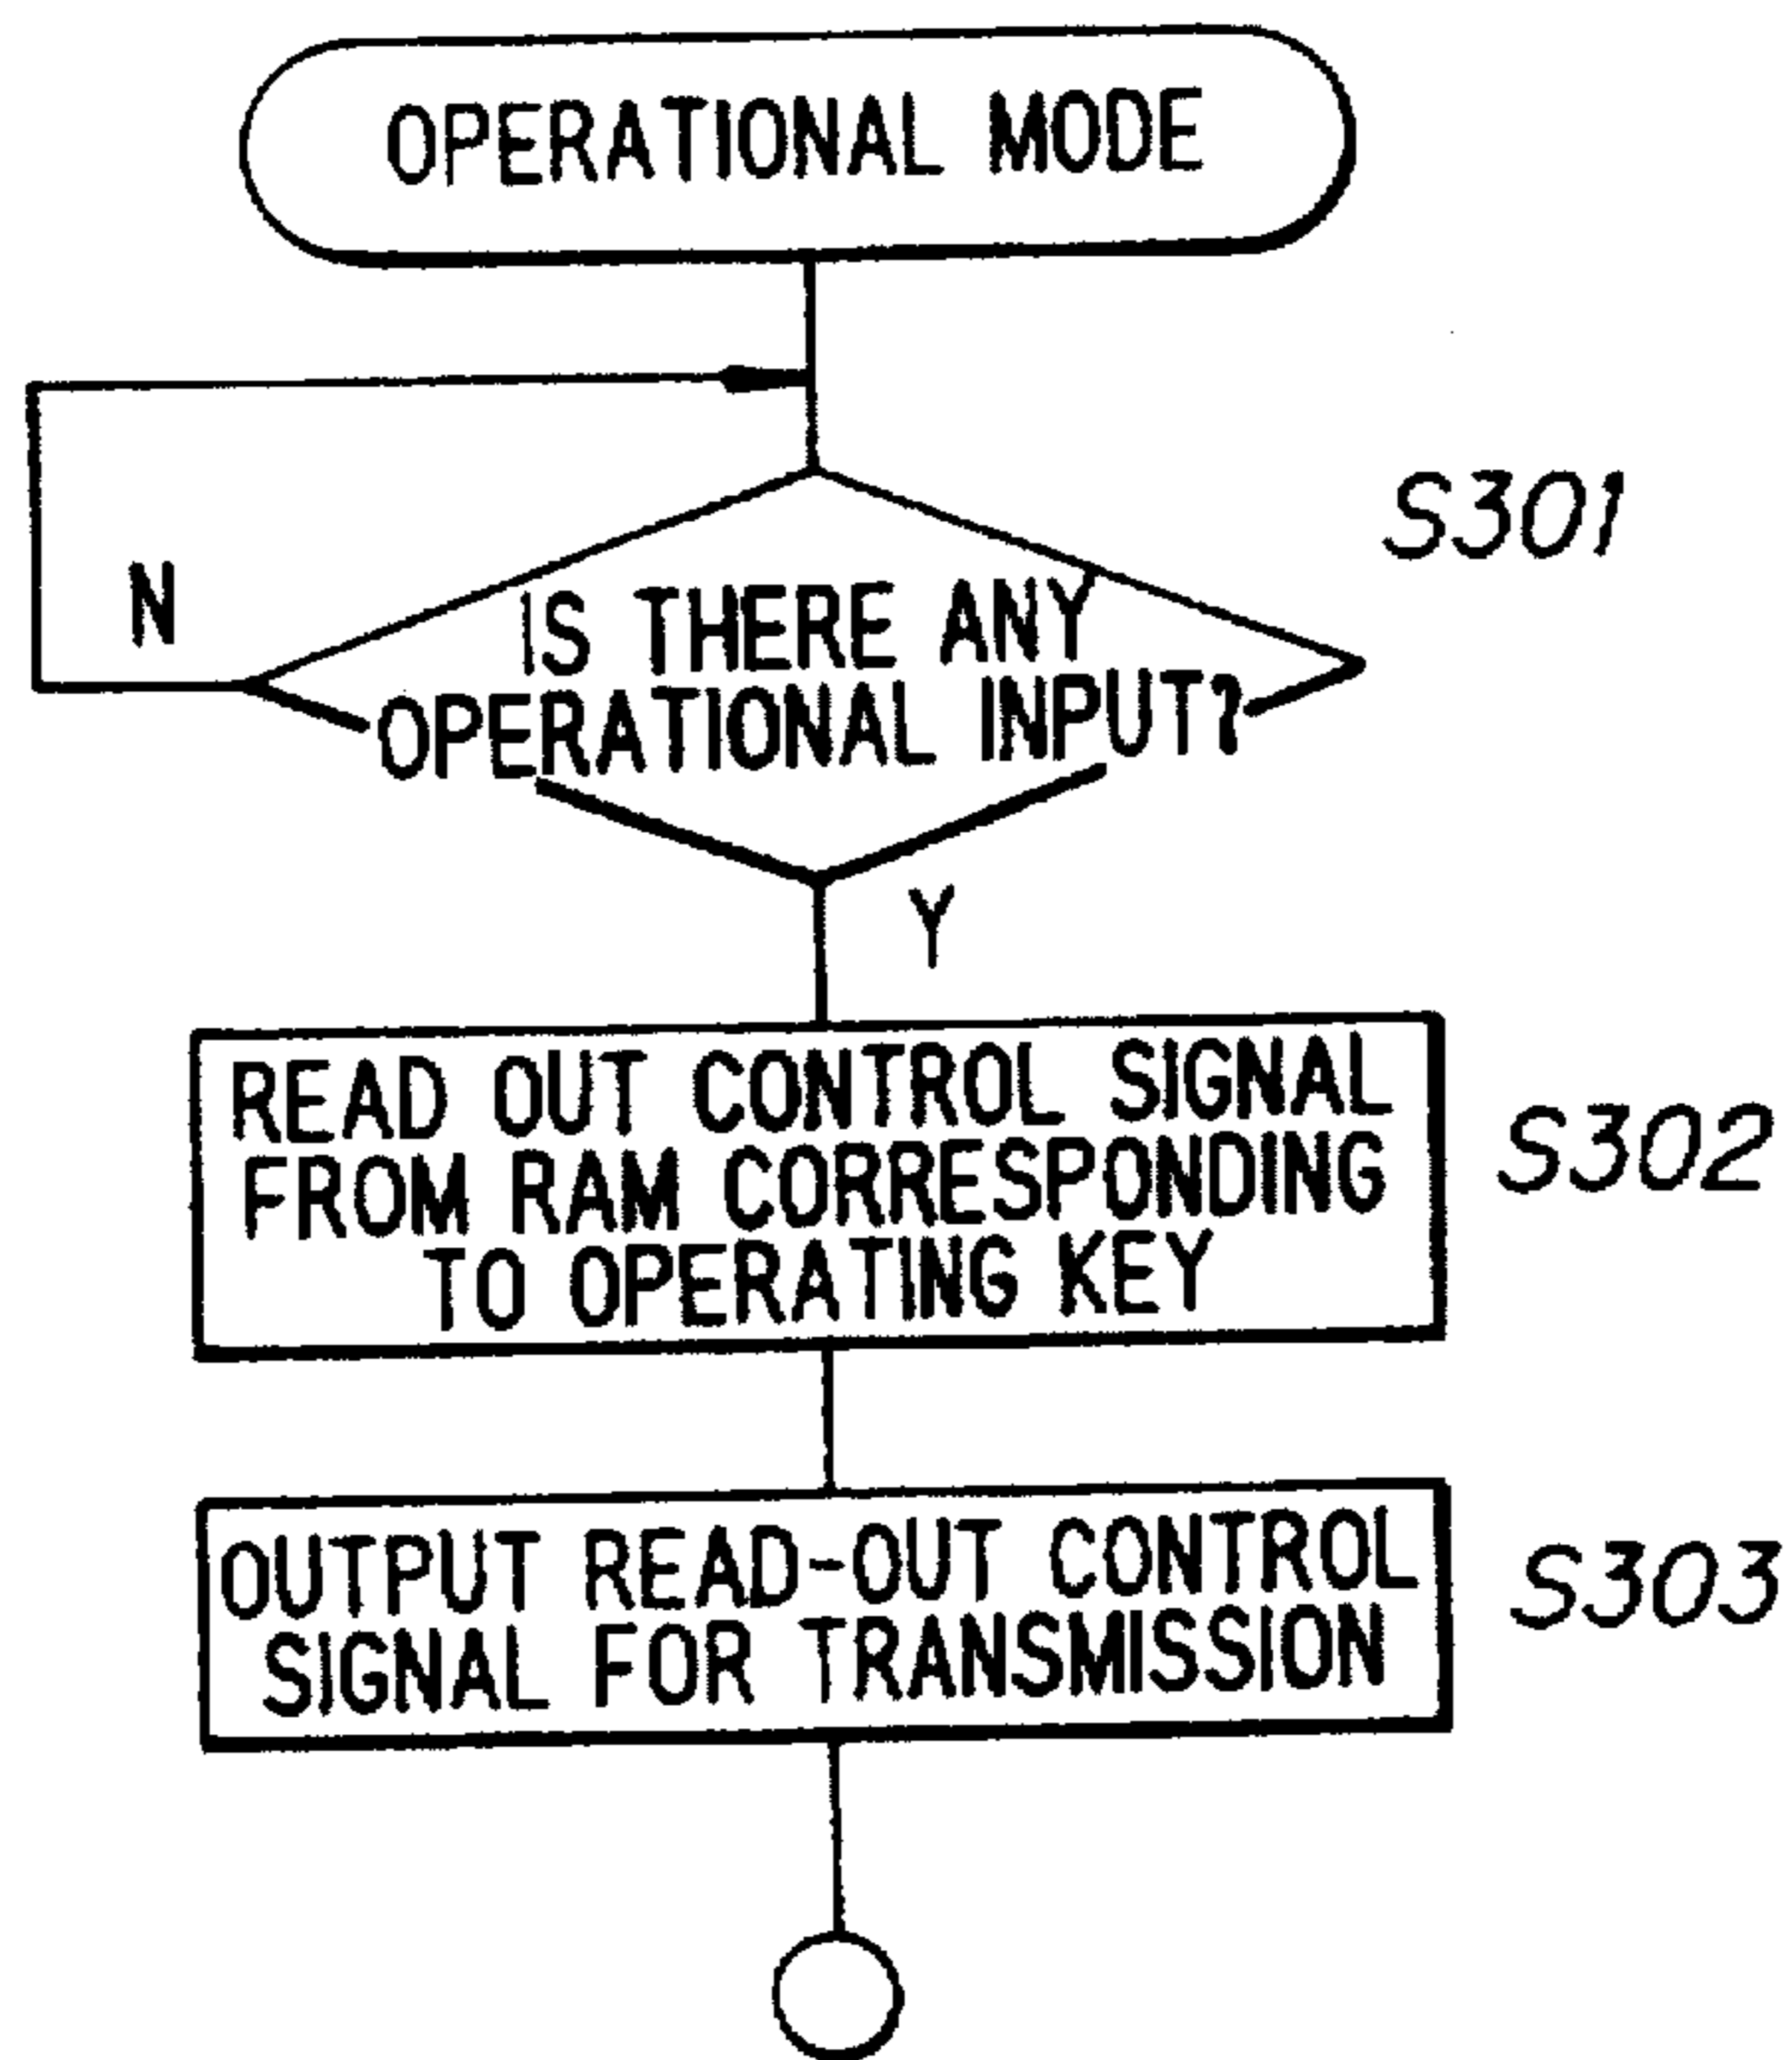 OPERATIONAL MODE
S301
N
IS THERE ANY
OPERATIONAL INPUT?
Y
READ OUT CONTROL SIGNAL
FROM RAM CORRESPONDING
TO OPERATING KEY
S302
OUTPUT READ-OUT CONTROL
SIGNAL FOR TRANSMISSION
S303